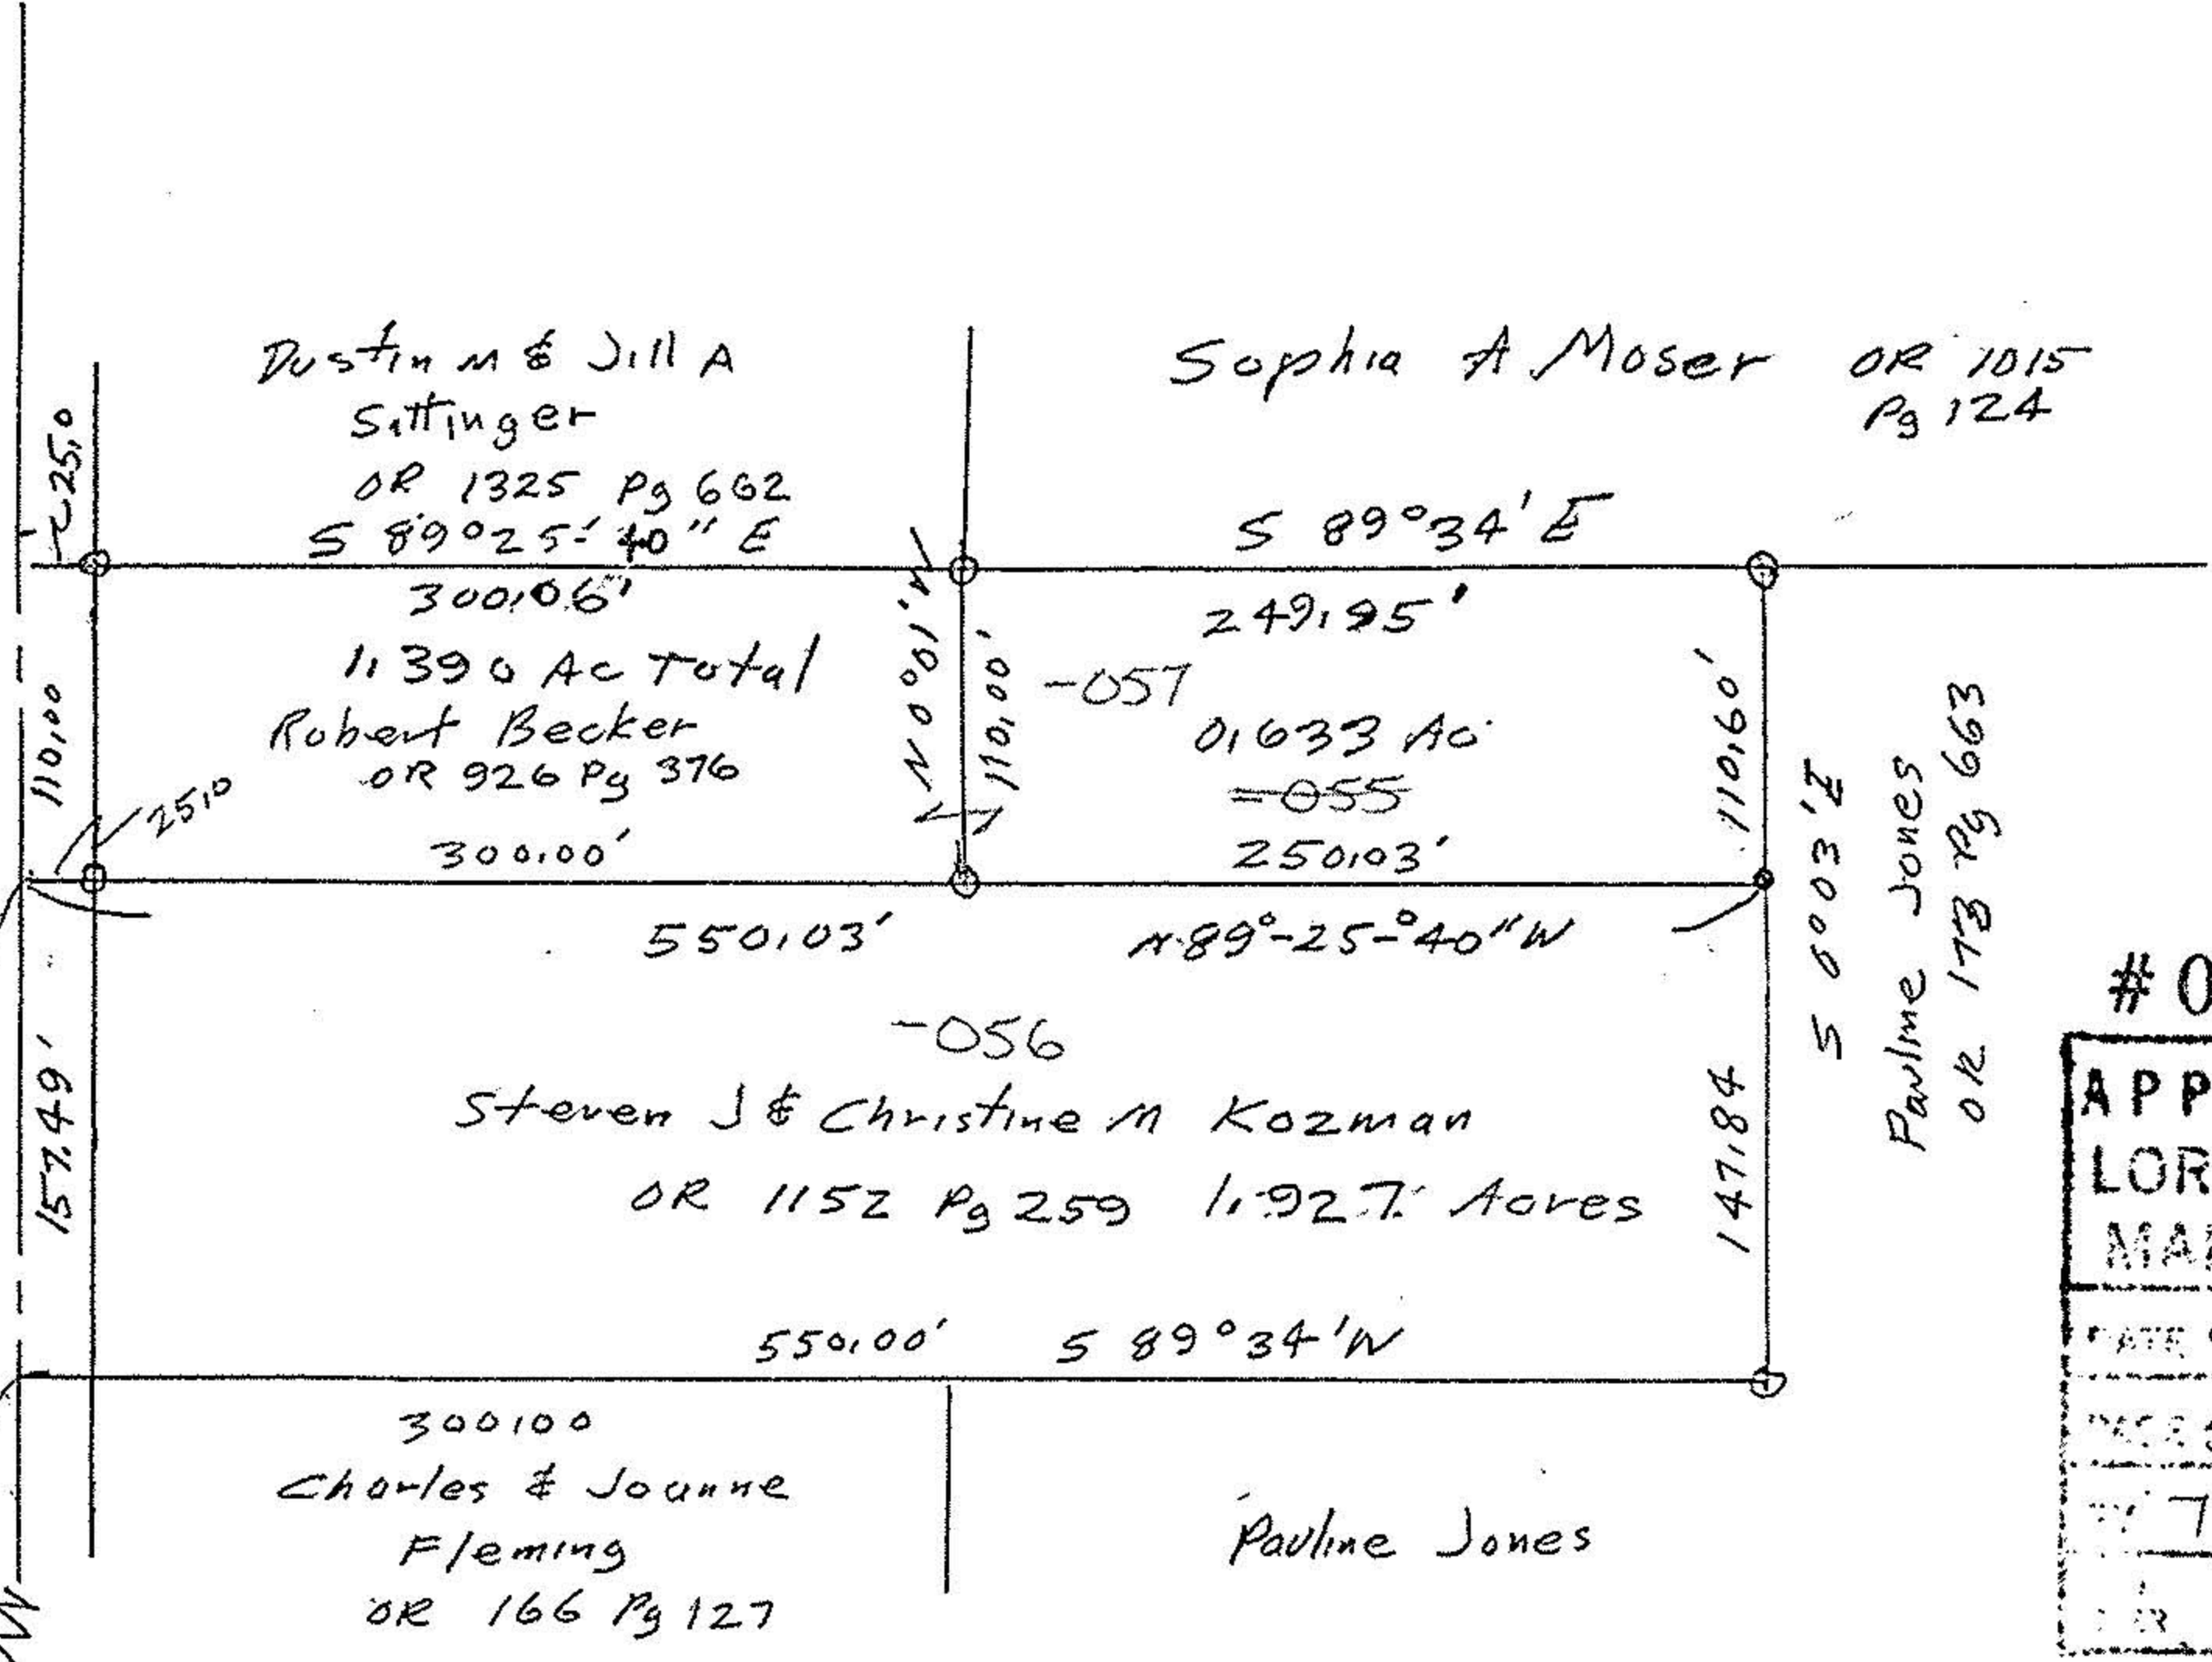 Dustin M & Jill A
Sittinger
OR 1325 Pg 662
S 89°25'40" E
300.06'
25.0
Sophia A Moser OR 1015
Pg 124
S 89°34'E
249.95'
1.390 Ac Total
Robert Becker
OR 926 Pg 376
300.00'
110.00
25.0
N 0°01'W
110.00'
-057
0.633 Ac
-055
250.03'
110.60'
S 0°03'E
Pauline Jones
OR 173 Pg 663
550.03' N 89°-25-°40"W
-056
Steven J & Christine M Kozman
OR 1152 Pg 259 1.927 Acres
157.49'
147.84
550.00' S 89°34'W
300.00
Charles & Joanne
Fleming
OR 166 Pg 127
Pauline Jones
#0
APP
LOR
MA
DATE
7